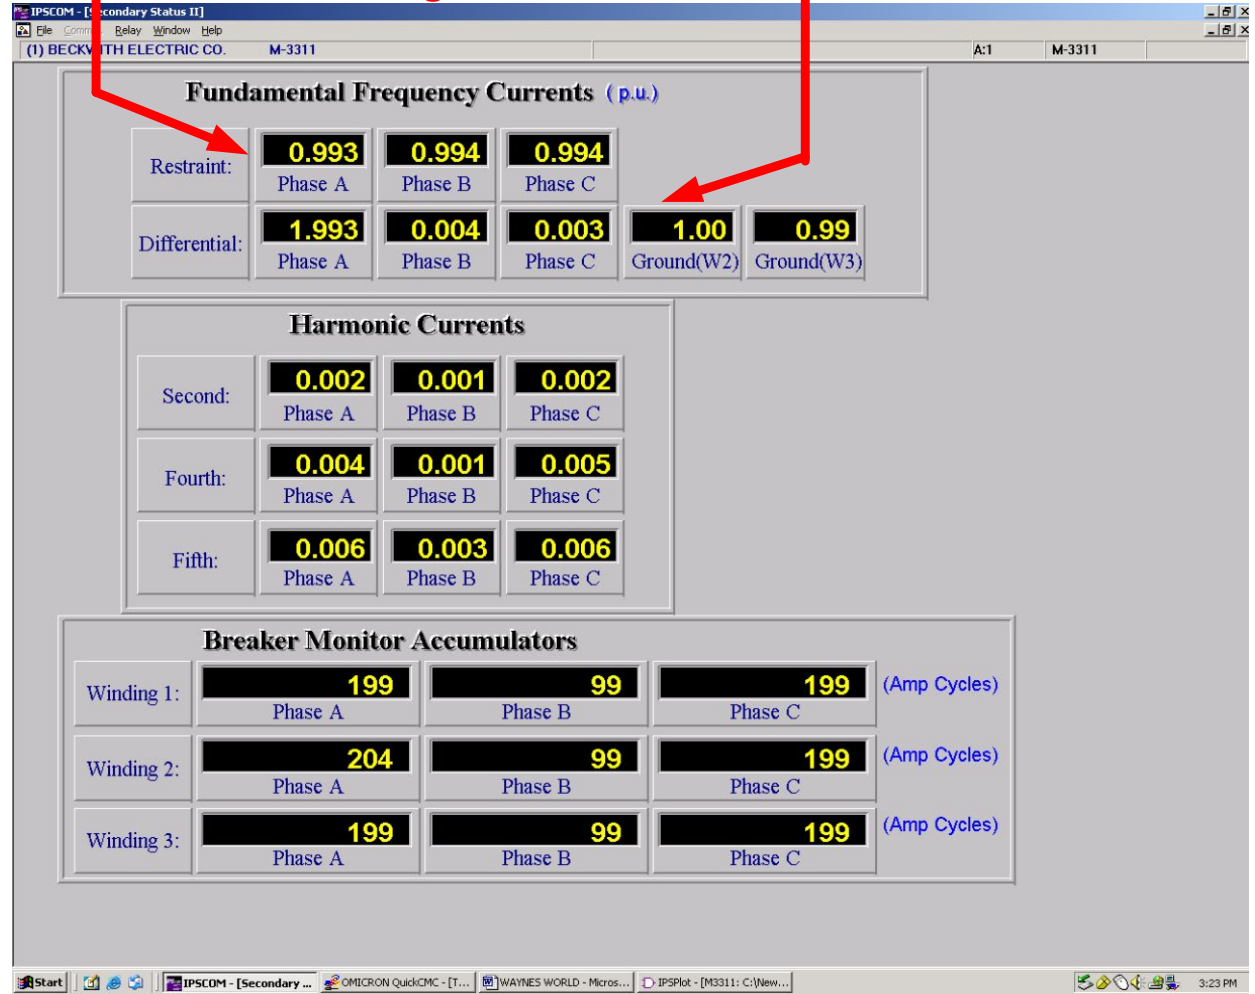 IPSCOM - [Secondary Status II]
File Comm Relay Window Help
(1) BECKWITH ELECTRIC CO. M-3311 A:1 M-3311
Fundamental Frequency Currents (p.u.)
Restraint: 0.993 0.994 0.994
Phase A Phase B Phase C
Differential: 1.993 0.004 0.003 1.00 0.99
Phase A Phase B Phase C Ground(W2) Ground(W3)
Harmonic Currents
Second: 0.002 0.001 0.002
Phase A Phase B Phase C
Fourth: 0.004 0.001 0.005
Phase A Phase B Phase C
Fifth: 0.006 0.003 0.006
Phase A Phase B Phase C
Breaker Monitor Accumulators
Winding 1: 199 99 199 (Amp Cycles)
Phase A Phase B Phase C
Winding 2: 204 99 199 (Amp Cycles)
Phase A Phase B Phase C
Winding 3: 199 99 199 (Amp Cycles)
Phase A Phase B Phase C
Start IPSCOM - [Secondary ... OMICRON QuickCMC - [T... WAYNES WORLD - Micros... IPSPlot - [M3311: C:\New... 3:23 PM